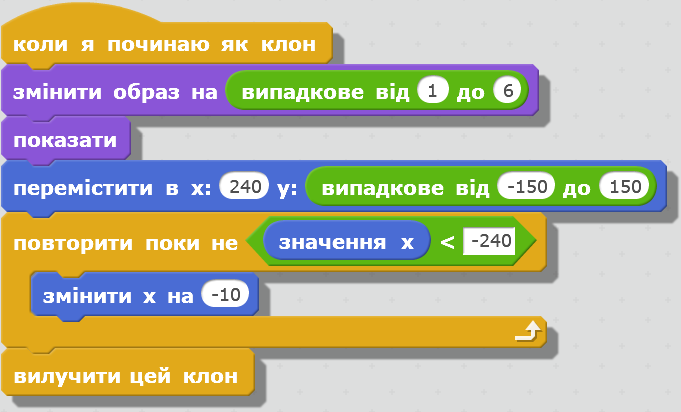 коли я починаю як клон
змінити образ на випадкове від 1 до 6
показати
перемістити в x: 240 y: випадкове від -150 до 150
повторити поки не значення x < -240
змінити x на -10
вилучити цей клон